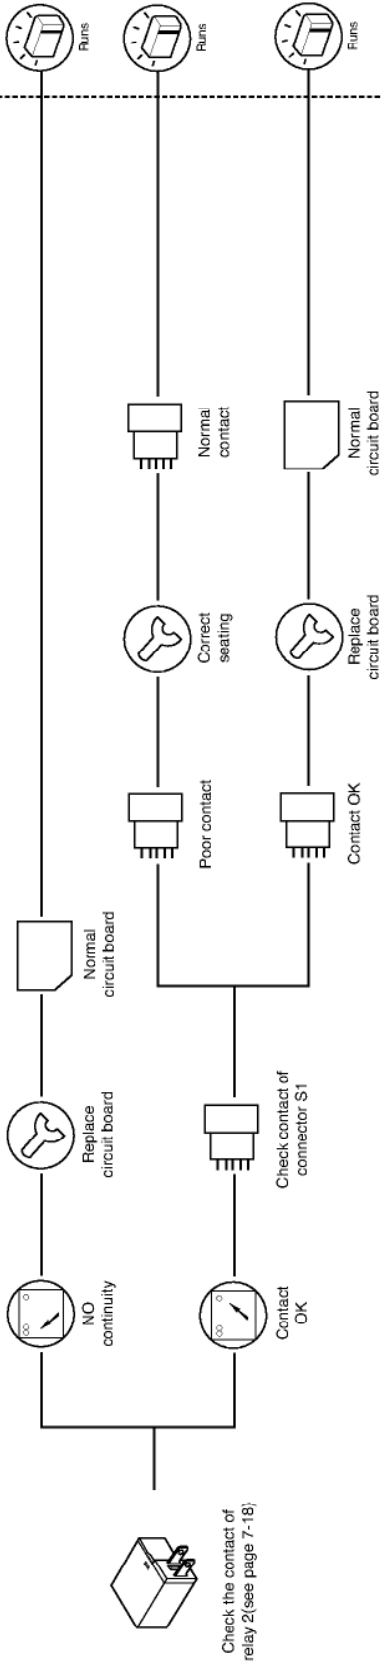 Check the contact of
relay 2(see page 7-18)
NO
continuity
Replace
circuit board
Normal
circuit board
Runs
Contact
OK
Check contact of
connector S1
Poor contact
Correct
seating
Normal
contact
Runs
Contact OK
Replace
circuit board
Normal
circuit board
Runs